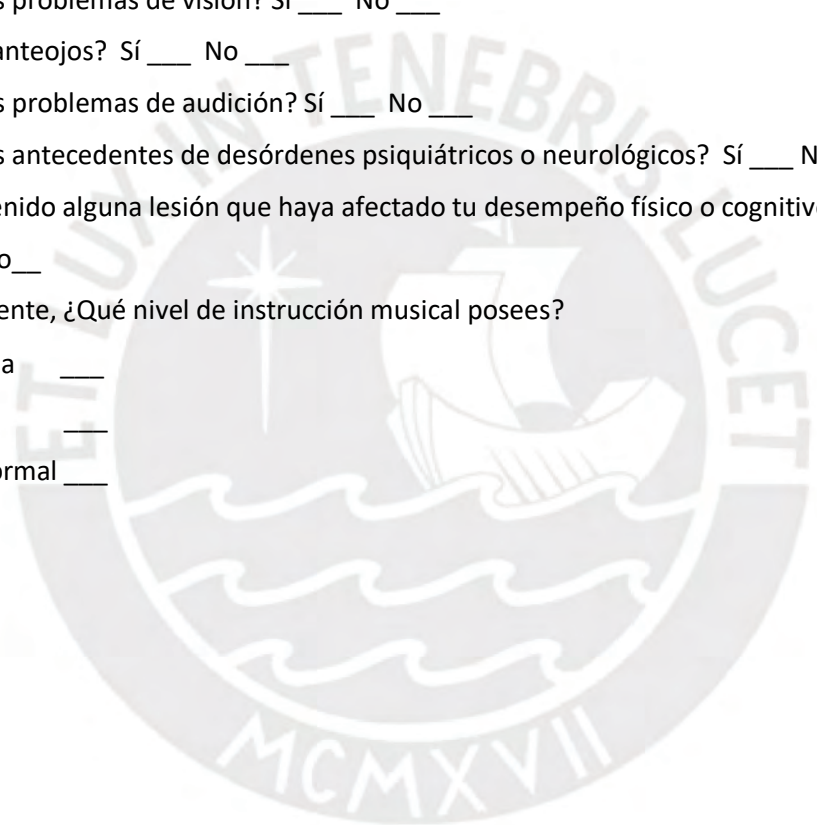 s problemas de visión? Sí ___ No ___
anteojos? Sí ___ No ___
s problemas de audición? Sí ___ No ___
s antecedentes de desórdenes psiquiátricos o neurológicos? Sí ___ N
enido alguna lesión que haya afectado tu desempeño físico o cognitiv
o__
ente, ¿Qué nivel de instrucción musical posees?
a ___
___
ormal ___
ET LUX IN TENEBRIS LUCET
MCMXVII